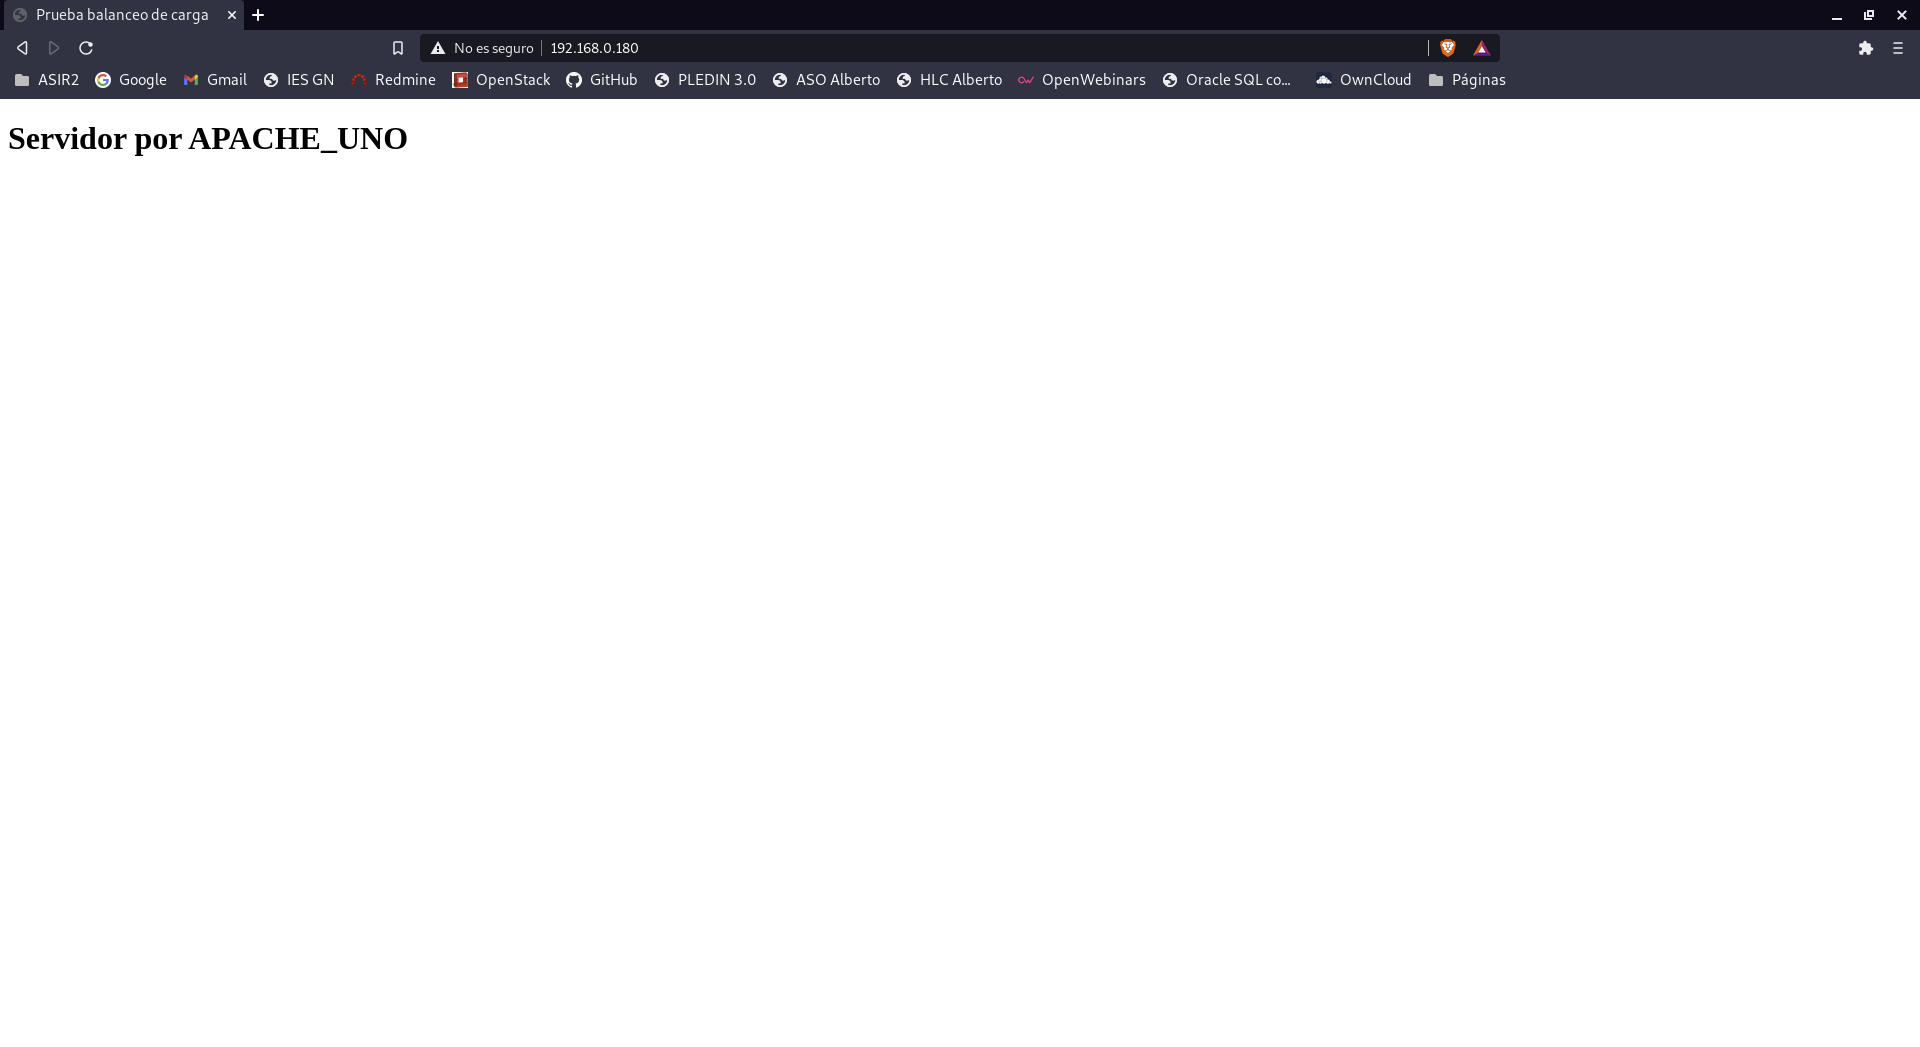 Prueba balanceo de carga
No es seguro 192.168.0.180
ASIR2 Google Gmail IES GN Redmine OpenStack GitHub PLEDIN 3.0 ASO Alberto HLC Alberto OpenWebinars Oracle SQL co... OwnCloud Páginas
Servidor por APACHE_UNO